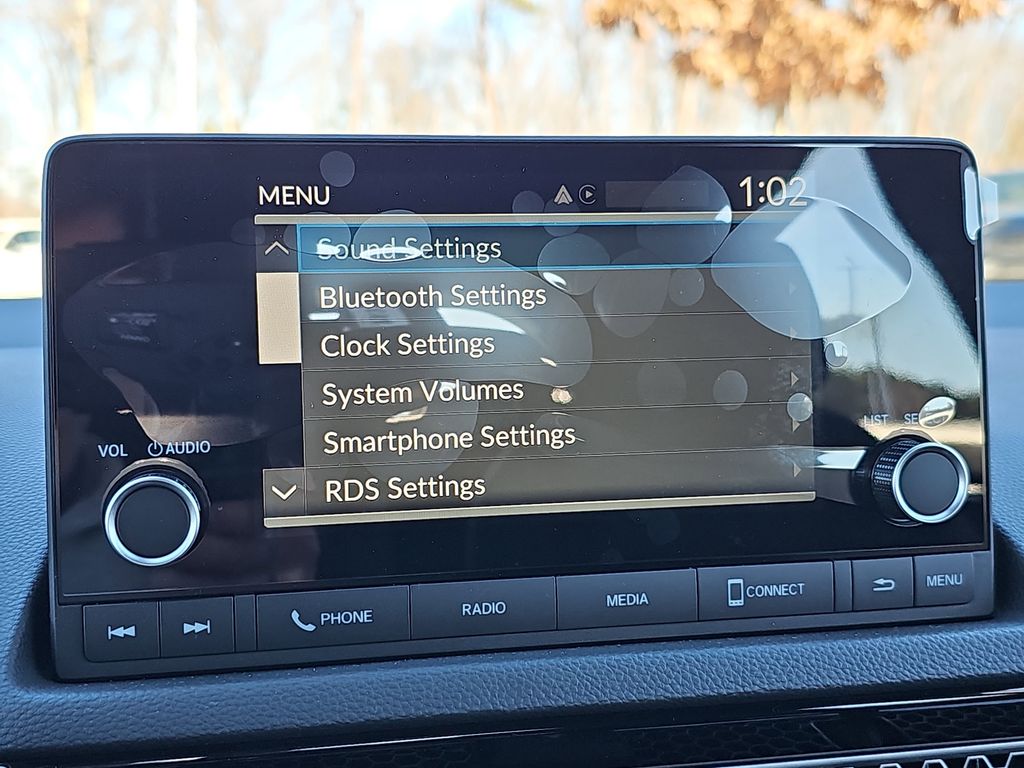 MENU 1:02
Sound Settings
Bluetooth Settings
Clock Settings
System Volumes
Smartphone Settings
RDS Settings
VOL AUDIO
LIST
PHONE RADIO MEDIA CONNECT MENU